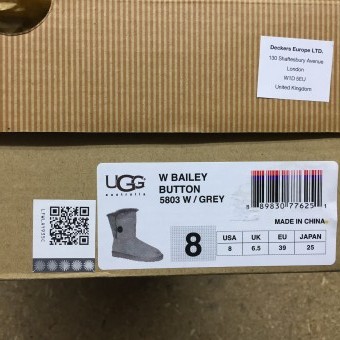 Deckers Europe LTD.
130 Shaftesbury Avenue
London
W1D 5EU
United Kingdom
UGG
australia
W BAILEY
BUTTON
5803 W / GREY
8 89830 77625 1
MADE IN CHINA
8
USA UK EU JAPAN
8 6.5 39 25